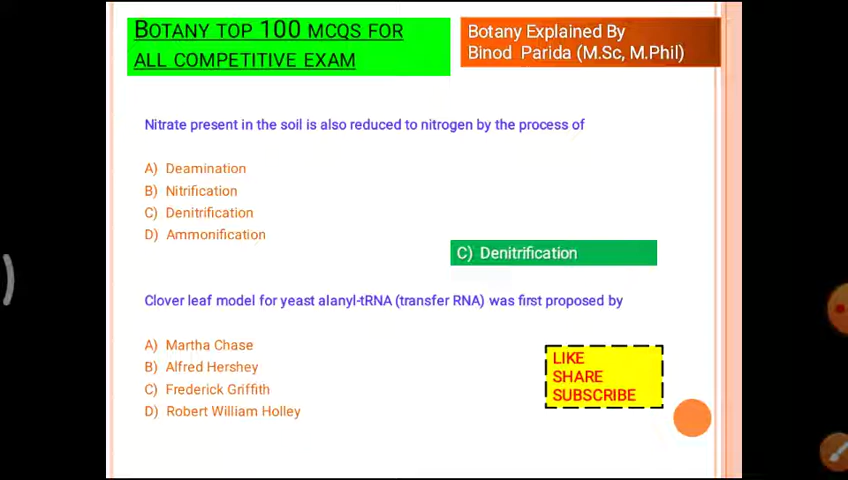 BOTANY TOP 100 MCQS FOR
ALL COMPETITIVE EXAM
Botany Explained By
Binod Parida (M.Sc, M.Phil)
Nitrate present in the soil is also reduced to nitrogen by the process of
A) Deamination
B) Nitrification
C) Denitrification
D) Ammonification
C) Denitrification
Clover leaf model for yeast alanyl-tRNA (transfer RNA) was first proposed by
A) Martha Chase
B) Alfred Hershey
C) Frederick Griffith
D) Robert William Holley
LIKE
SHARE
SUBSCRIBE